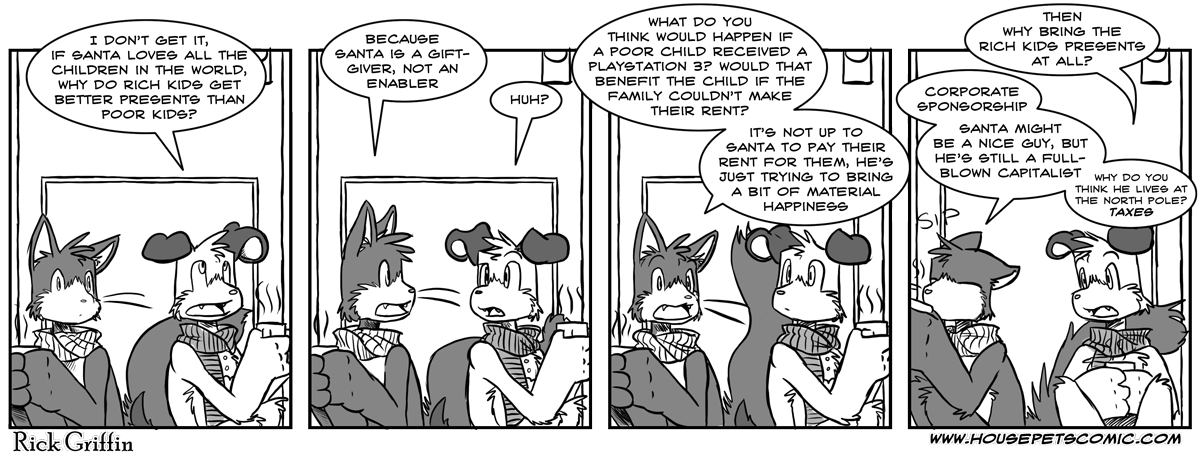 I DON'T GET IT,
IF SANTA LOVES ALL THE
CHILDREN IN THE WORLD,
WHY DO RICH KIDS GET
BETTER PRESENTS THAN
POOR KIDS?
BECAUSE
SANTA IS A GIFT-
GIVER, NOT AN
ENABLER
HUH?
WHAT DO YOU
THINK WOULD HAPPEN IF
A POOR CHILD RECEIVED A
PLAYSTATION 3? WOULD THAT
BENEFIT THE CHILD IF THE
FAMILY COULDN'T MAKE
THEIR RENT?
IT'S NOT UP TO
SANTA TO PAY THEIR
RENT FOR THEM, HE'S
JUST TRYING TO BRING
A BIT OF MATERIAL
HAPPINESS
THEN
WHY BRING THE
RICH KIDS PRESENTS
AT ALL?
CORPORATE
SPONSORSHIP
SANTA MIGHT
BE A NICE GUY, BUT
HE'S STILL A FULL-
BLOWN CAPITALIST
WHY DO YOU
THINK HE LIVES AT
THE NORTH POLE?
TAXES
SIP
Rick Griffin
WWW.HOUSEPETSCOMIC.COM